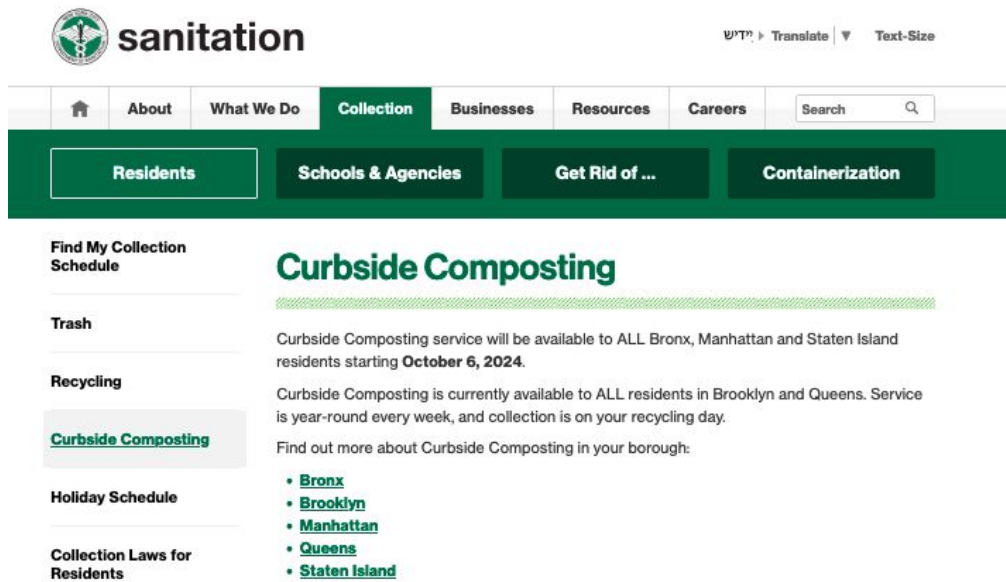 sanitation
ייִדיש Translate ▼ Text-Size
About What We Do Collection Businesses Resources Careers Search
Residents Schools & Agencies Get Rid of ... Containerization
Find My Collection
Schedule
Trash
Recycling
Curbside Composting
Holiday Schedule
Collection Laws for
Residents
Curbside Composting
Curbside Composting service will be available to ALL Bronx, Manhattan and Staten Island
residents starting October 6, 2024.
Curbside Composting is currently available to ALL residents in Brooklyn and Queens. Service
is year-round every week, and collection is on your recycling day.
Find out more about Curbside Composting in your borough:
• Bronx
• Brooklyn
• Manhattan
• Queens
• Staten Island